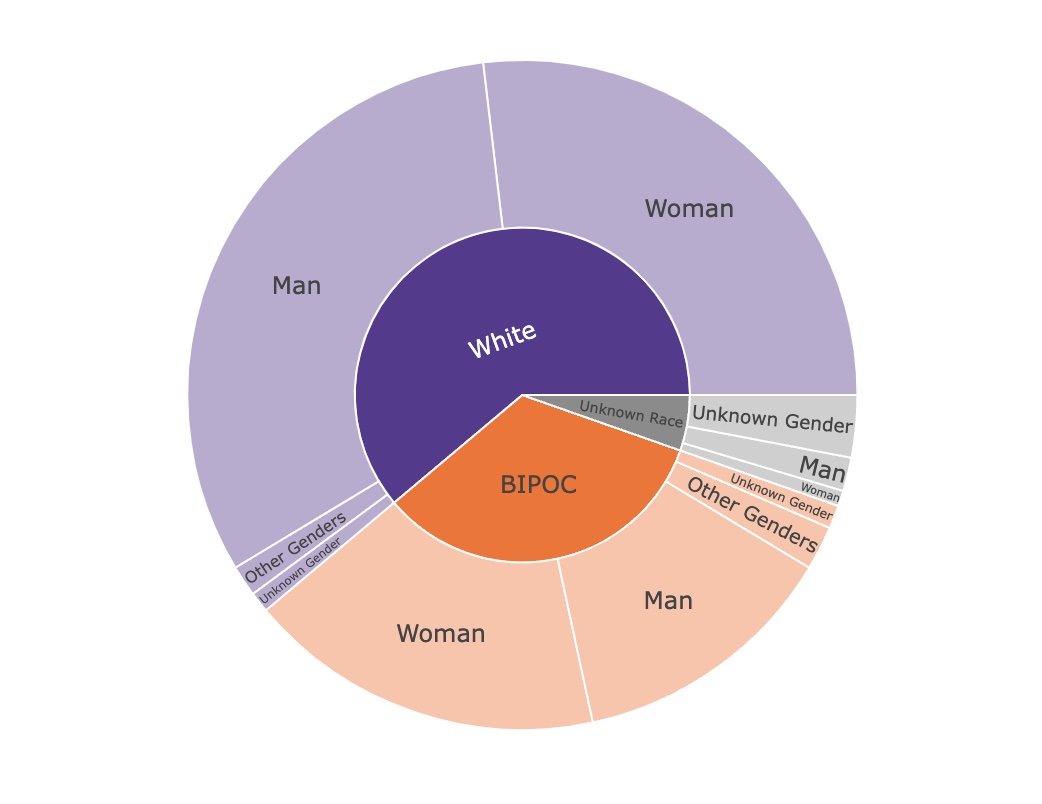 Woman
Man
White
Unknown Race
Unknown Gender
Man
Woman
BIPOC
Unknown Gender
Other Genders
Other Genders
Unknown Gender
Man
Woman